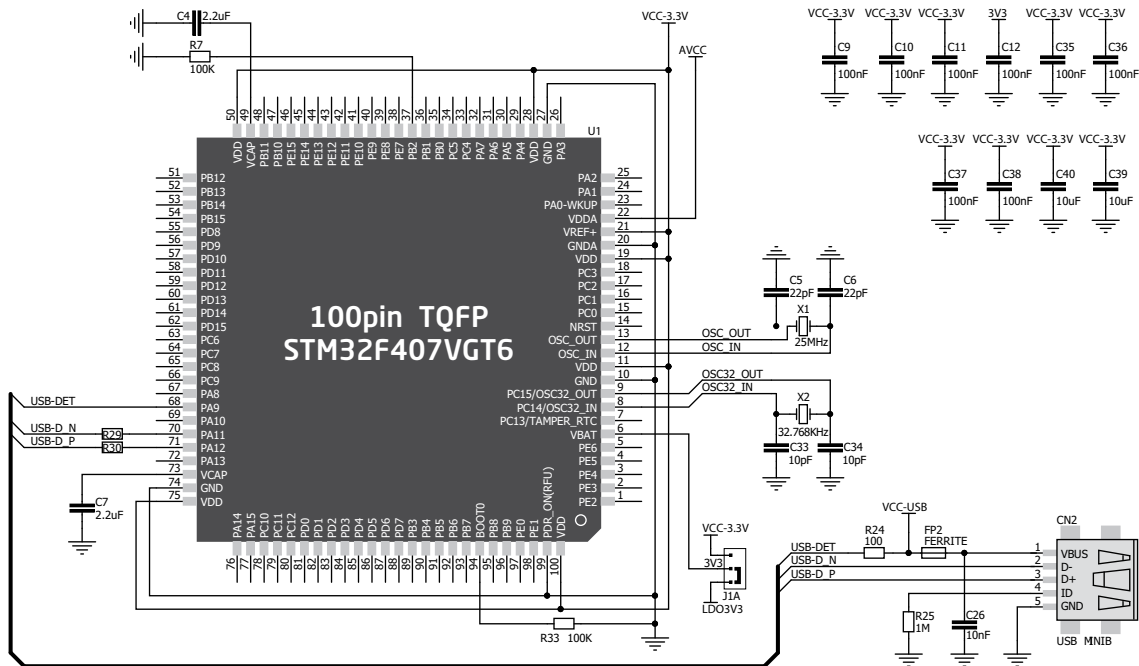 C4 2.2uF
R7
100K
VCC-3.3V
AVCC
VCC-3.3V VCC-3.3V VCC-3.3V 3V3 VCC-3.3V VCC-3.3V
C9 C10 C11 C12 C35 C36
100nF 100nF 100nF 100nF 100nF 100nF
VCC-3.3V VCC-3.3V VCC-3.3V VCC-3.3V
C37 C38 C40 C39
100nF 100nF 10uF 10uF
50 49 48 47 46 45 44 43 42 41 40 39 38 37 36 35 34 33 32 31 30 29 28 27 26
VDD VCAP PB11 PB10 PE15 PE14 PE13 PE12 PE11 PE10 PE9 PE8 PE7 PB2 PB1 PB0 PC5 PC4 PA7 PA6 PA5 PA4 VDD GND PA3
U1
51 PB12
52 PB13
53 PB14
54 PB15
55 PD8
56 PD9
57 PD10
58 PD11
59 PD12
60 PD13
61 PD14
62 PD15
63 PC6
64 PC7
65 PC8
66 PC9
67 PA8
USB-DET 68 PA9
69 PA10
USB-D_N R29 70 PA11
USB-D_P R30 71 PA12
72 PA13
73 VCAP
74 GND
75 VDD
C7
2.2uF
100pin TQFP
STM32F407VGT6
PA2 25
PA1 24
PA0-WKUP 23
VDDA 22
VREF+ 21
GNDA 20
VDD 19
PC3 18
PC2 17
PC1 16
PC0 15
NRST 14
OSC_OUT 13 OSC_OUT
OSC_IN 12 OSC_IN
VDD 11
GND 10
PC15/OSC32_OUT 9 OSC32_OUT
PC14/OSC32_IN 8 OSC32_IN
PC13/TAMPER_RTC 7
VBAT 6
PE6 5
PE5 4
PE4 3
PE3 2
PE2 1
C5 C6
22pF 22pF
X1
25MHz
X2
32.768KHz
C33 C34
10pF 10pF
PA14 PA15 PC10 PC11 PC12 PD0 PD1 PD2 PD3 PD4 PD5 PD6 PD7 PB3 PB4 PB5 PB6 PB7 BOOT0 PB8 PB9 PE0 PE1 PDR_ON(RFU) VDD
76 77 78 79 80 81 82 83 84 85 86 87 88 89 90 91 92 93 94 95 96 97 98 99 100
R33 100K
VCC-3.3V
3V3
J1A
LDO3V3
VCC-USB
USB-DET
USB-D_N
USB-D_P
R24
100
FP2
FERRITE
CN2
1 VBUS
2 D-
3 D+
4 ID
5 GND
R25
1M
C26
10nF
USB MINIB